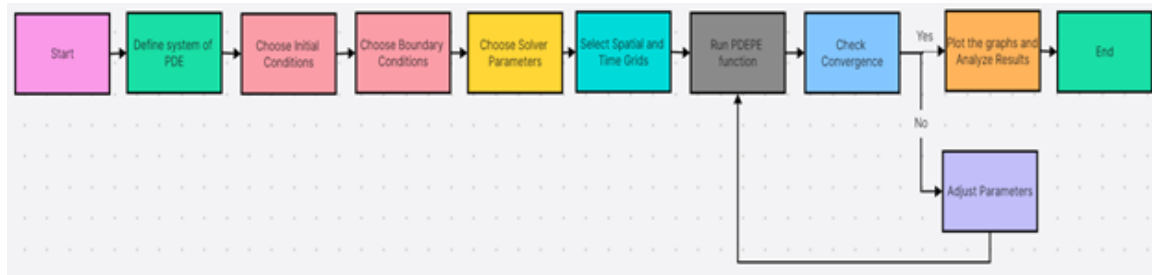 Start
Define system of
PDE
Choose Initial
Conditions
Choose Boundary
Conditions
Choose Solver
Parameters
Select Spatial and
Time Grids
Run PDEPE
function
Check
Convergence
Yes
Plot the graphs and
Analyze Results
End
No
Adjust Parameters